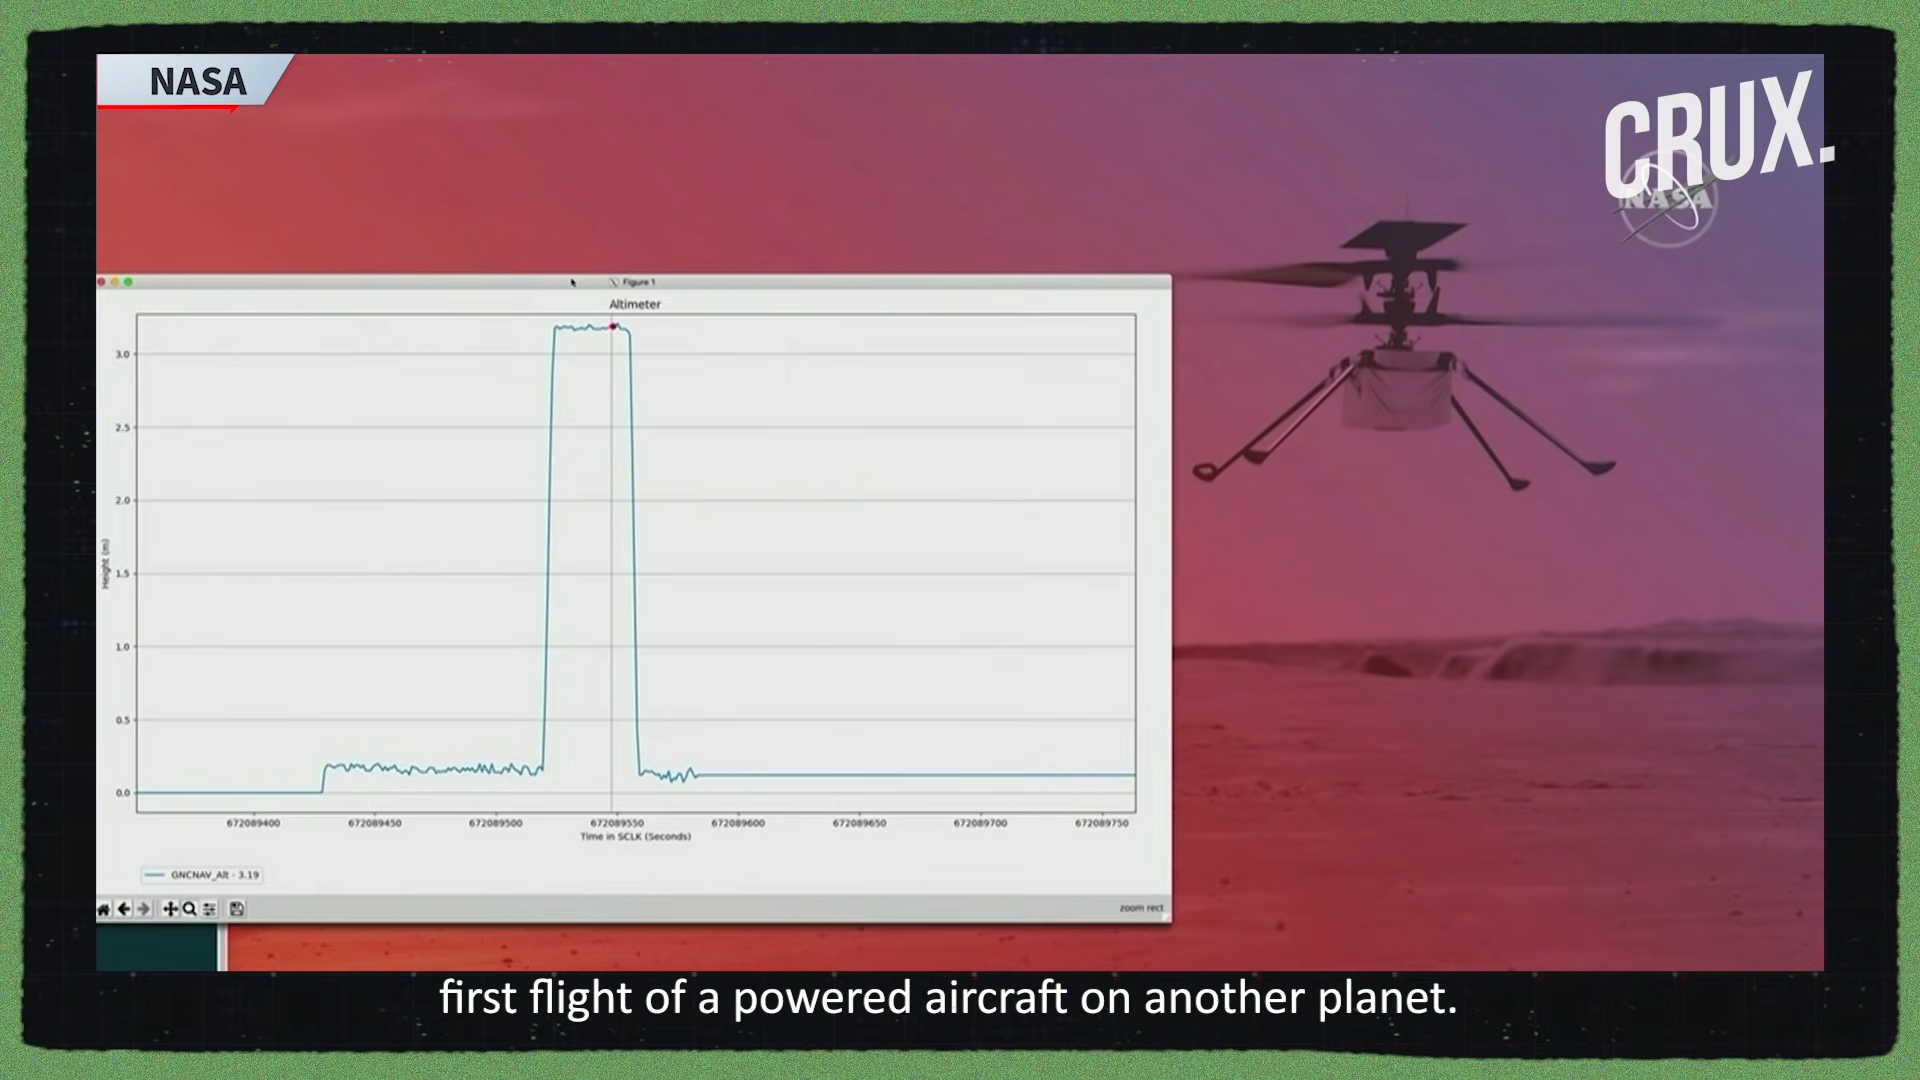 NASA
CRUX.
NASA
Figure 1
Altimeter
3.0
2.5
2.0
1.5
1.0
0.5
0.0
Height (m)
672089400 672089450 672089500 672089550 672089600 672089650 672089700 672089750
Time in SCLK (Seconds)
GNCNAV_Alt - 3.19
zoom rect
first flight of a powered aircraft on another planet.